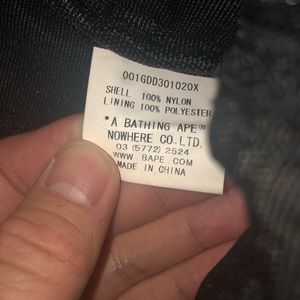 001GDD301020X
SHELL 100% NYLON
LINING 100% POLYESTER
*A BATHING APE®
NOWHERE CO.,LTD.
03 (5772) 2524
WWW. BAPE. COM
MADE IN CHINA